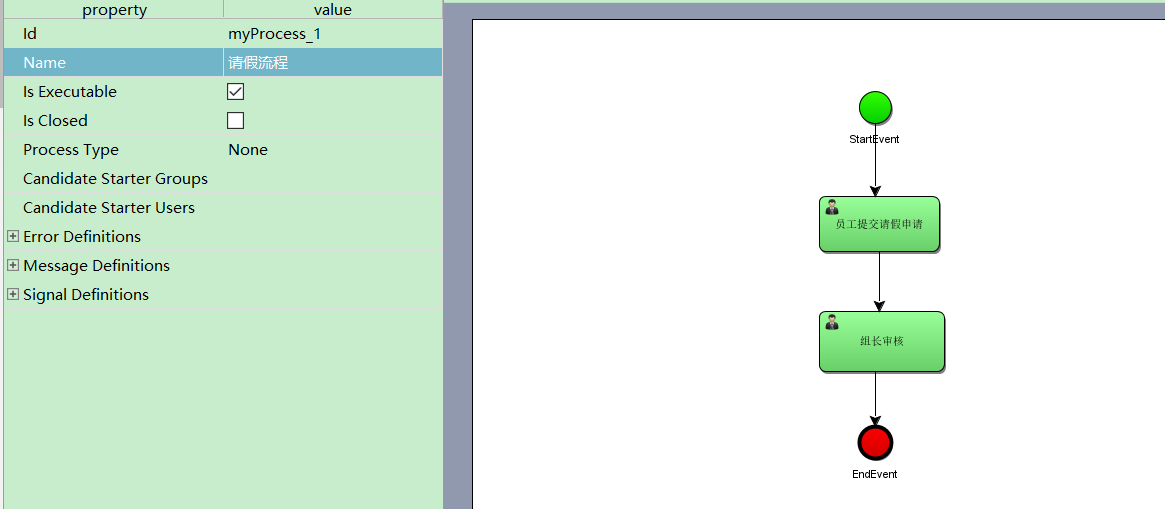 property value
Id myProcess_1
Name 请假流程
Is Executable
Is Closed
Process Type None
Candidate Starter Groups
Candidate Starter Users
Error Definitions
Message Definitions
Signal Definitions
StartEvent
员工提交请假申请
组长审核
EndEvent